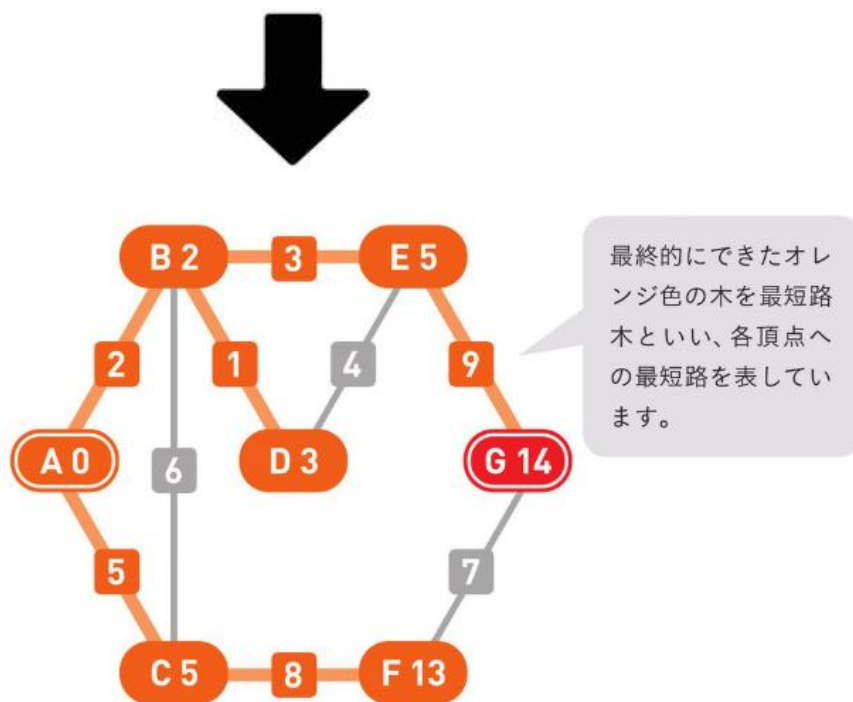 B 2
3
E 5
最終的にできたオレ
ンジ色の木を最短路
木といい、各頂点へ
の最短路を表してい
ます。
2
1
4
9
A 0
6
D 3
G 14
5
7
C 5
8
F 13